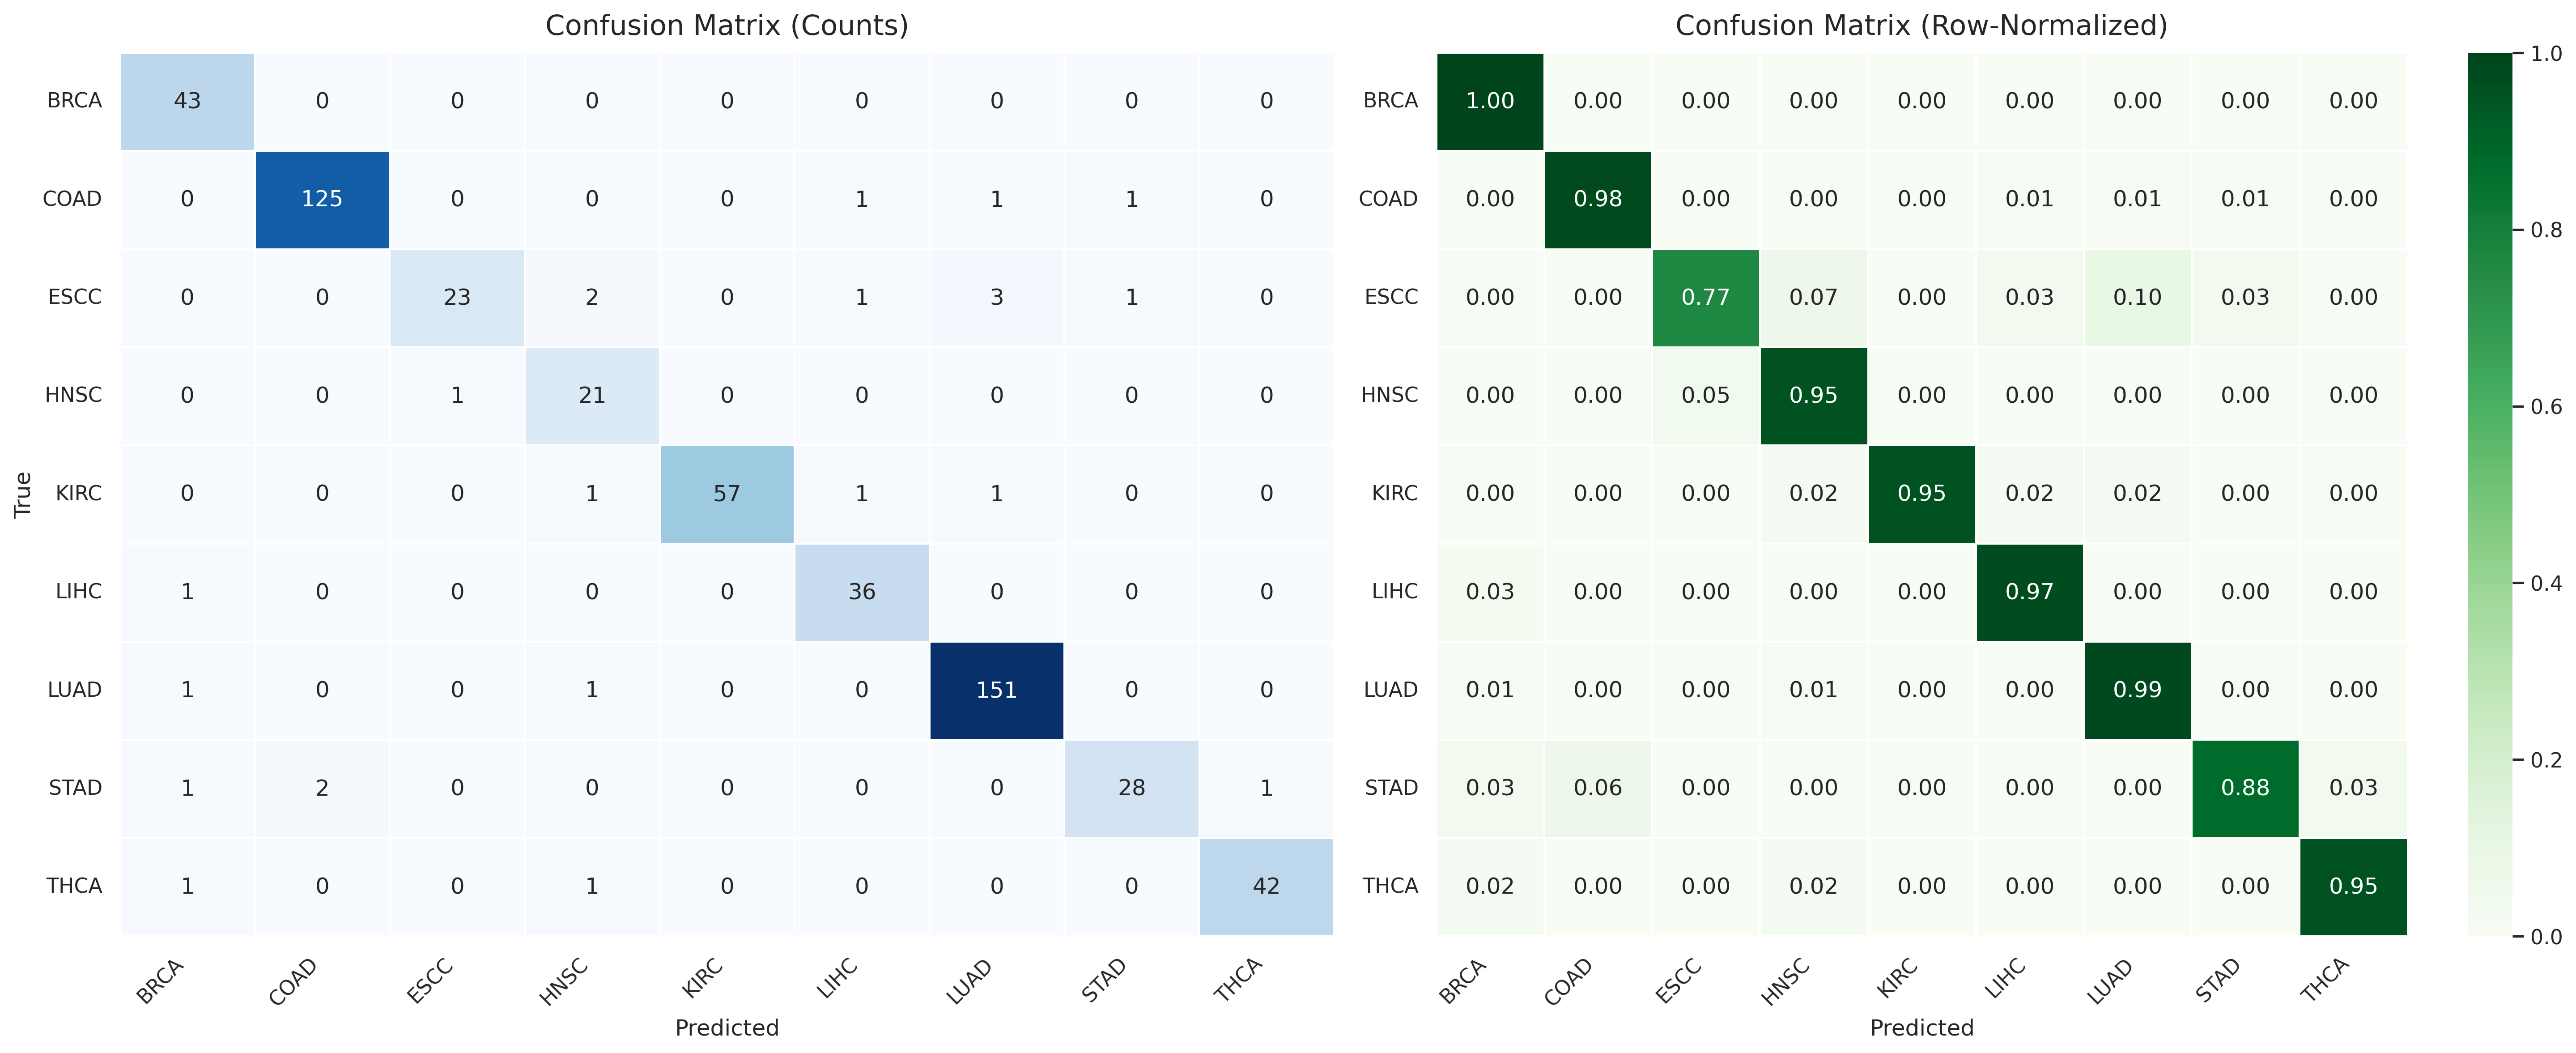 Confusion Matrix (Counts)
BRCA 43 0 0 0 0 0 0 0 0
COAD 0 125 0 0 0 1 1 1 0
ESCC 0 0 23 2 0 1 3 1 0
HNSC 0 0 1 21 0 0 0 0 0
KIRC 0 0 0 1 57 1 1 0 0
LIHC 1 0 0 0 0 36 0 0 0
LUAD 1 0 0 1 0 0 151 0 0
STAD 1 2 0 0 0 0 0 28 1
THCA 1 0 0 1 0 0 0 0 42
True
BRCA COAD ESCC HNSC KIRC LIHC LUAD STAD THCA
Predicted
Confusion Matrix (Row-Normalized)
BRCA 1.00 0.00 0.00 0.00 0.00 0.00 0.00 0.00 0.00
COAD 0.00 0.98 0.00 0.00 0.00 0.01 0.01 0.01 0.00
ESCC 0.00 0.00 0.77 0.07 0.00 0.03 0.10 0.03 0.00
HNSC 0.00 0.00 0.05 0.95 0.00 0.00 0.00 0.00 0.00
KIRC 0.00 0.00 0.00 0.02 0.95 0.02 0.02 0.00 0.00
LIHC 0.03 0.00 0.00 0.00 0.00 0.97 0.00 0.00 0.00
LUAD 0.01 0.00 0.00 0.01 0.00 0.00 0.99 0.00 0.00
STAD 0.03 0.06 0.00 0.00 0.00 0.00 0.00 0.88 0.03
THCA 0.02 0.00 0.00 0.02 0.00 0.00 0.00 0.00 0.95
BRCA COAD ESCC HNSC KIRC LIHC LUAD STAD THCA
Predicted
1.0
0.8
0.6
0.4
0.2
0.0